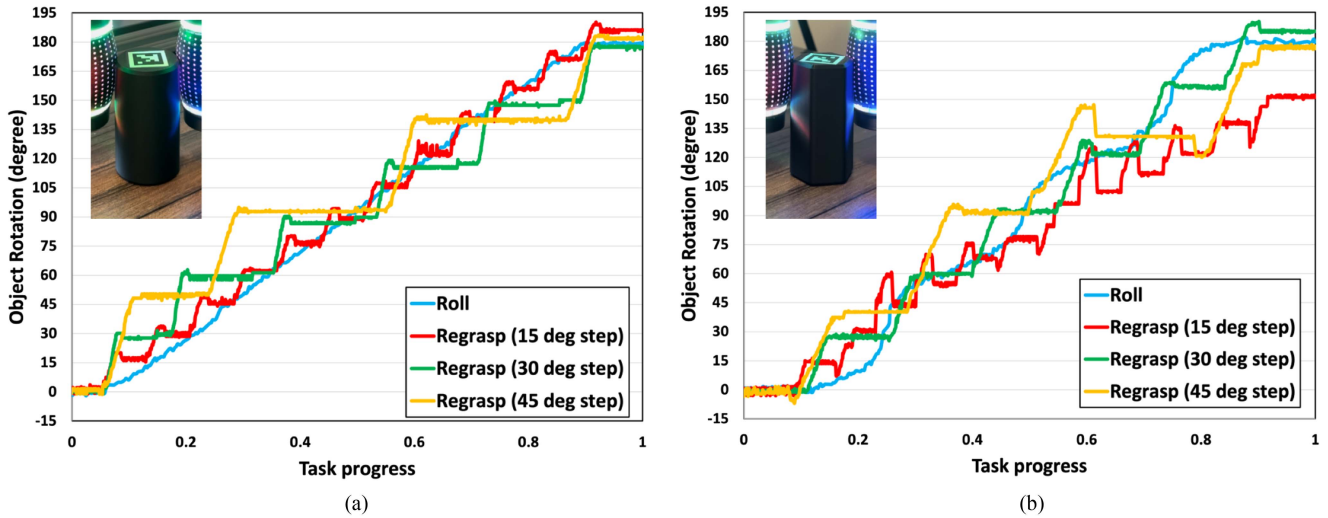 195
180
165
150
135
120
105
90
75
60
45
30
15
0
-15
Object Rotation (degree)
0 0.2 0.4 0.6 0.8 1
Task progress
Roll
Regrasp (15 deg step)
Regrasp (30 deg step)
Regrasp (45 deg step)
(a)
195
180
165
150
135
120
105
90
75
60
45
30
15
0
-15
Object Rotation (degree)
0 0.2 0.4 0.6 0.8 1
Task progress
Roll
Regrasp (15 deg step)
Regrasp (30 deg step)
Regrasp (45 deg step)
(b)